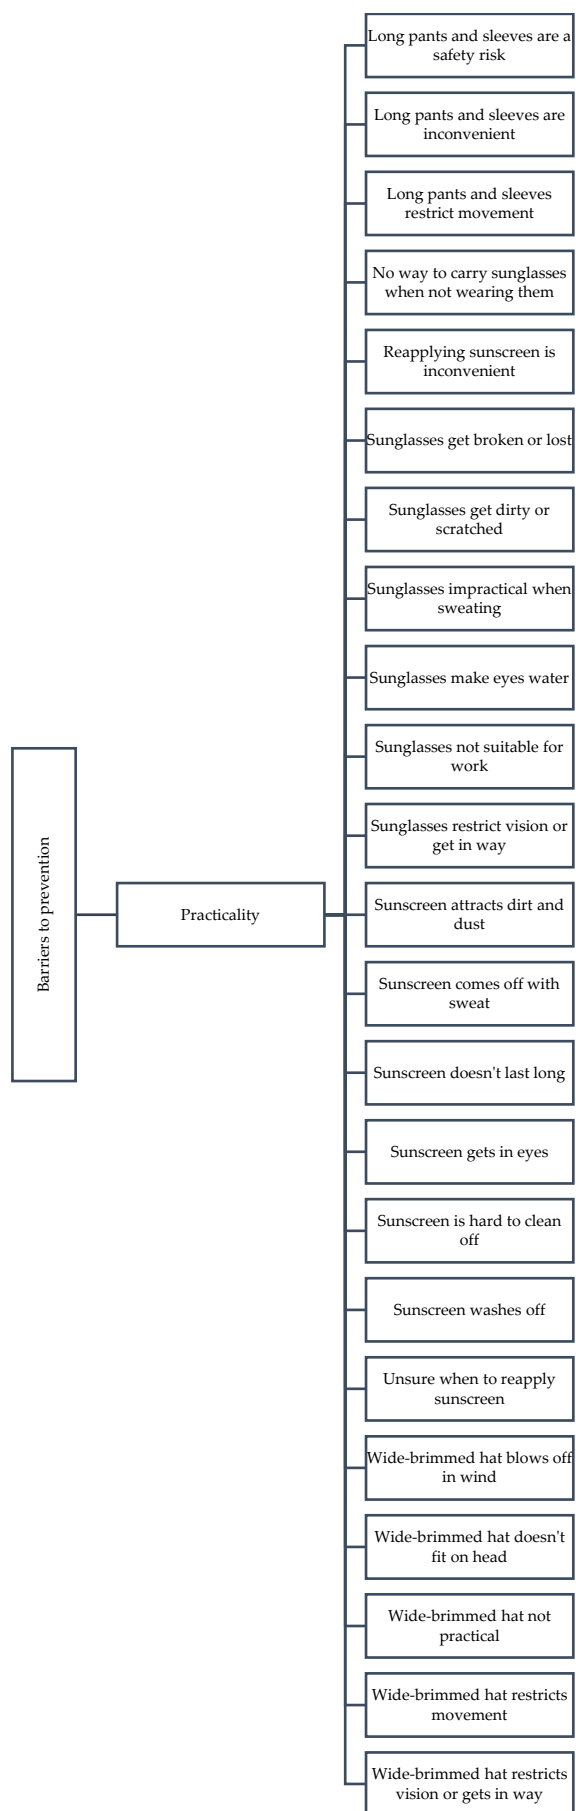 Barriers to prevention
Practicality
Long pants and sleeves are a
safety risk
Long pants and sleeves are
inconvenient
Long pants and sleeves
restrict movement
No way to carry sunglasses
when not wearing them
Reapplying sunscreen is
inconvenient
Sunglasses get broken or lost
Sunglasses get dirty or
scratched
Sunglasses impractical when
sweating
Sunglasses make eyes water
Sunglasses not suitable for
work
Sunglasses restrict vision or
get in way
Sunscreen attracts dirt and
dust
Sunscreen comes off with
sweat
Sunscreen doesn't last long
Sunscreen gets in eyes
Sunscreen is hard to clean
off
Sunscreen washes off
Unsure when to reapply
sunscreen
Wide-brimmed hat blows off
in wind
Wide-brimmed hat doesn't
fit on head
Wide-brimmed hat not
practical
Wide-brimmed hat restricts
movement
Wide-brimmed hat restricts
vision or gets in way